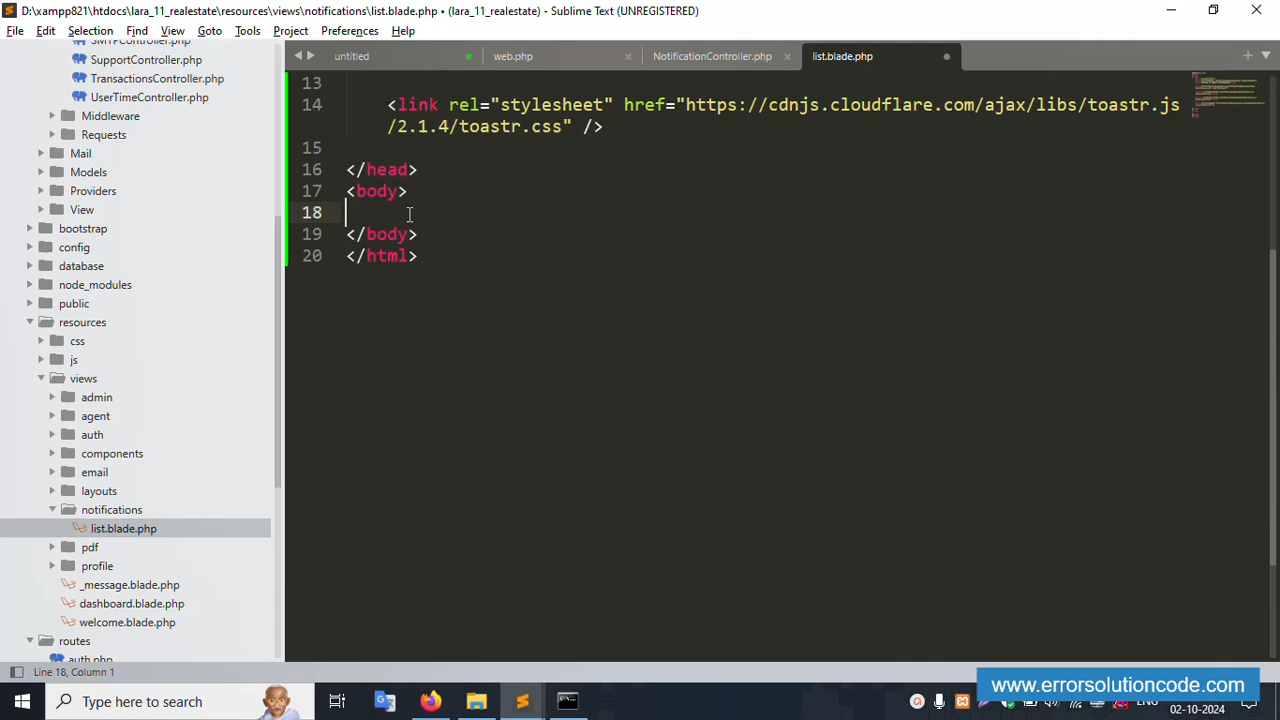 D:\xampp821\htdocs\lara_11_realestate\resources\views\notifications\list.blade.php • (lara_11_realestate) - Sublime Text (UNREGISTERED)
File Edit Selection Find View Goto Tools Project Preferences Help
untitled web.php NotificationController.php list.blade.php
SMTPController.php
SupportController.php
TransactionsController.php
UserTimeController.php
Middleware
Requests
Mail
Models
Providers
View
bootstrap
config
database
node_modules
public
resources
css
js
views
admin
agent
auth
components
email
layouts
notifications
list.blade.php
pdf
profile
_message.blade.php
dashboard.blade.php
welcome.blade.php
routes
auth.php
13
14 <link rel="stylesheet" href="https://cdnjs.cloudflare.com/ajax/libs/toastr.js
/2.1.4/toastr.css" />
15
16 </head>
17 <body>
18
19 </body>
20 </html>
Line 18, Column 1
www.errorsolutioncode.com
Type here to search
02-10-2024